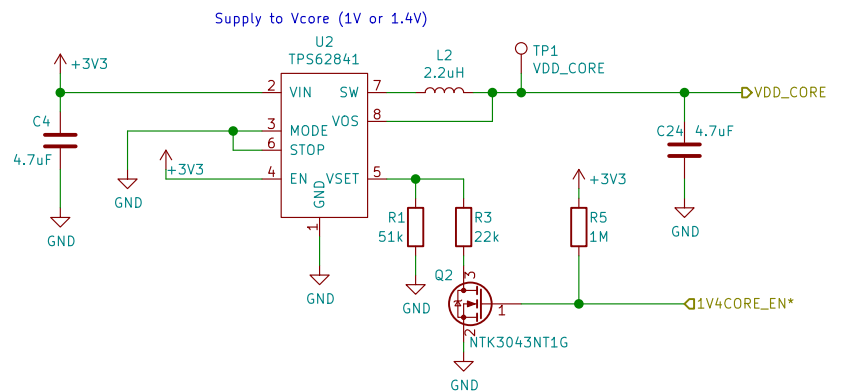 Supply to Vcore (1V or 1.4V)
U2
TPS62841
+3V3
L2
2.2uH
TP1
VDD_CORE
2
VIN
SW
7
VDD_CORE
C4
4.7uF
3
MODE
VOS
8
C24
4.7uF
6
STOP
+3V3
4
EN
VSET
5
+3V3
GND
GND
1
R1
51k
R3
22k
R5
1M
GND
GND
GND
GND
Q2
3
1
2
1V4CORE_EN*
NTK3043NT1G
GND